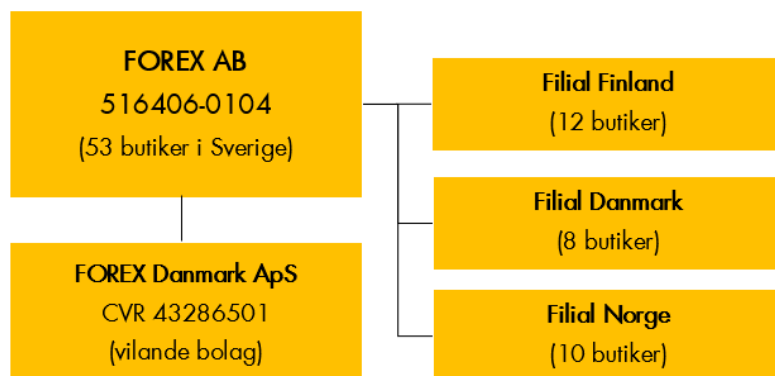 FOREX AB
516406-0104
(53 butiker i Sverige)
FOREX Danmark ApS
CVR 43286501
(vilande bolag)
Filial Finland
(12 butiker)
Filial Danmark
(8 butiker)
Filial Norge
(10 butiker)